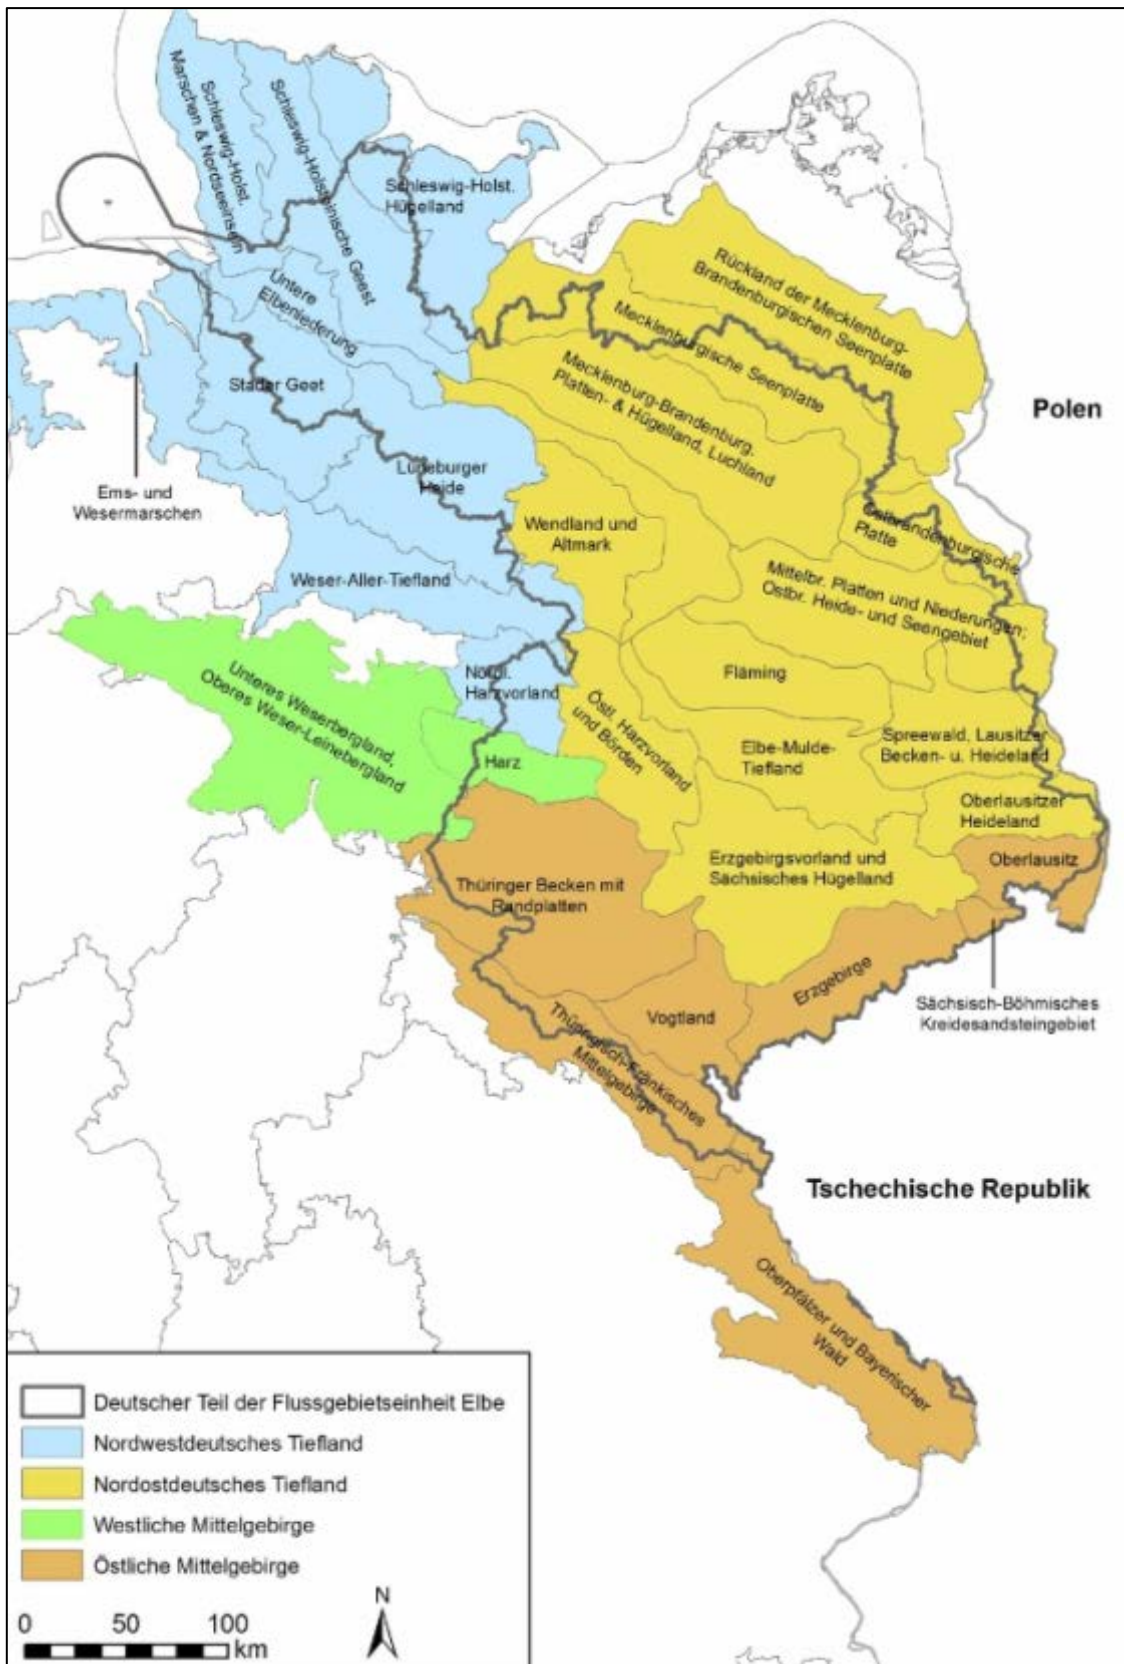 Schleswig-Holst.
Marschen & Nordseeinseln
Schleswig-Holsteinische Geest
Schleswig-Holst.
Hügelland
Untere
Elbeniederung
Stader Geet
Ems- und
Wesermarschen
Lüneburger
Heide
Weser-Aller-Tiefland
Nördl.
Harzvorland
Unteres Weserbergland,
Oberes Weser-Leinebergland
Harz
Rückland der Mecklenburg-
Brandenburgischen Seenplatte
Mecklenburgische Seenplatte
Mecklenburg-Brandenburg.
Platten- & Hügelland, Luchland
Polen
Wendland und
Altmark
Ostbrandenburgische
Platte
Mittelbr. Platten und Niederungen;
Ostbr. Heide- und Seengebiet
Fläming
Östl. Harzvorland
und Börden
Elbe-Mulde-
Tiefland
Spreewald, Lausitzer
Becken- u. Heideland
Oberlausitzer
Heideland
Oberlausitz
Erzgebirgsvorland und
Sächsisches Hügelland
Thüringer Becken mit
Randplatten
Erzgebirge
Sächsisch-Böhmisches
Kreidesandsteingebiet
Vogtland
Thüringisch-Fränkisches
Mittelgebirge
Tschechische Republik
Oberpfälzer und Bayerischer
Wald
Deutscher Teil der Flussgebietseinheit Elbe
Nordwestdeutsches Tiefland
Nordostdeutsches Tiefland
Westliche Mittelgebirge
Östliche Mittelgebirge
0 50 100
km
N